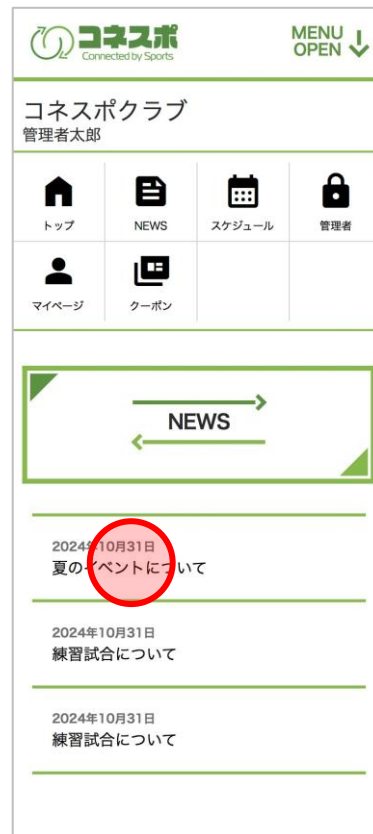 コネスポ
Connected by Sports
MENU
OPEN
コネスポクラブ
管理者太郎
トップ NEWS スケジュール 管理者
マイページ クーポン
NEWS
2024年10月31日
夏のイベントについて
2024年10月31日
練習試合について
2024年10月31日
練習試合について